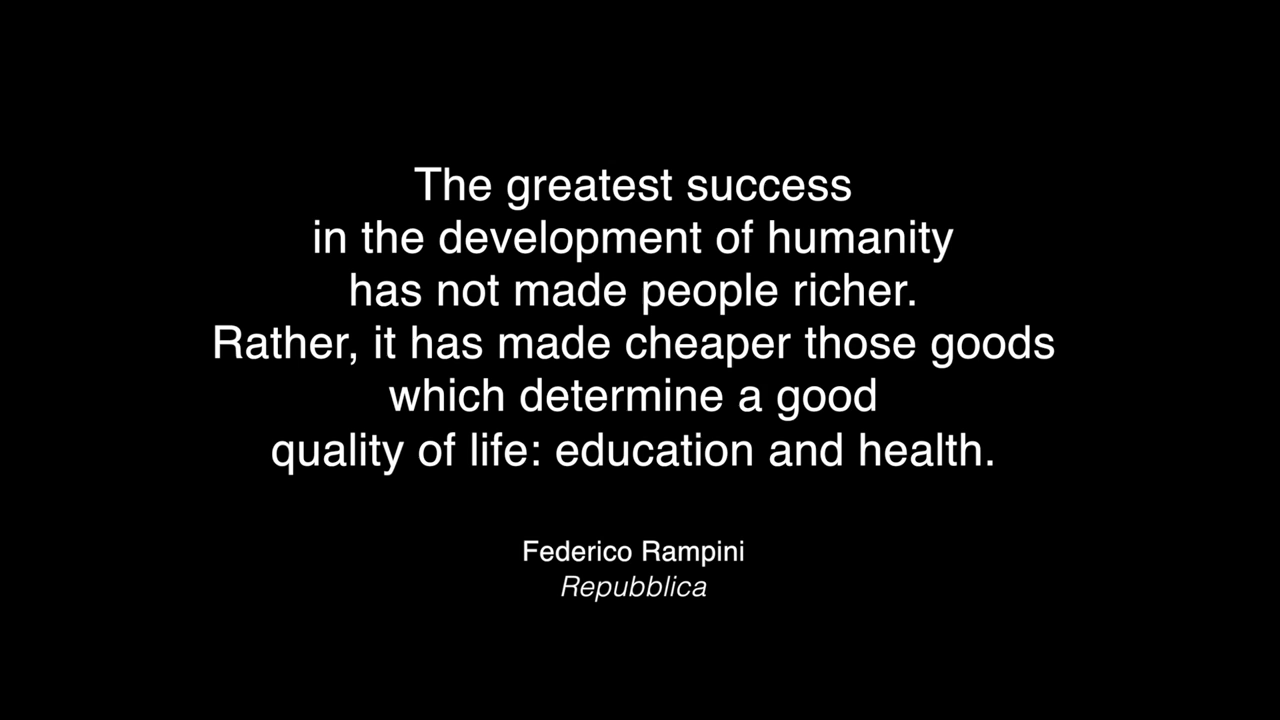 The greatest success
in the development of humanity
has not made people richer.
Rather, it has made cheaper those goods
which determine a good
quality of life: education and health.
Federico Rampini
Repubblica